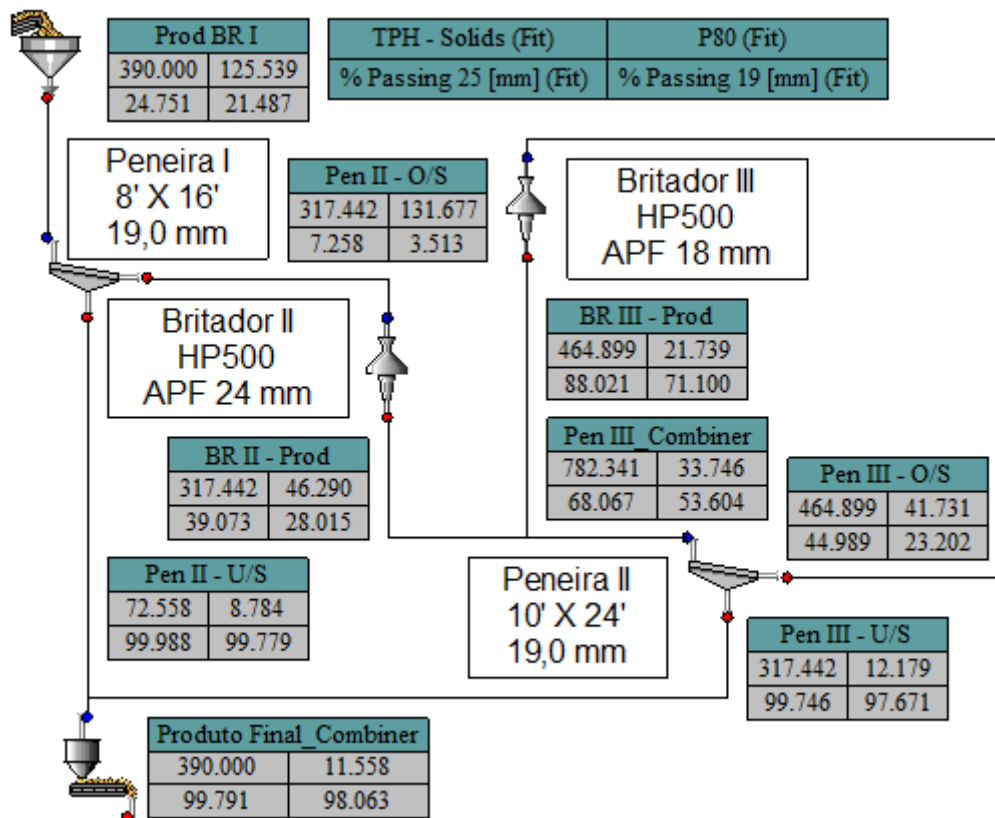 Prod BR I
390.000 125.539
24.751 21.487
TPH - Solids (Fit) P80 (Fit)
% Passing 25 [mm] (Fit) % Passing 19 [mm] (Fit)
Peneira I
8' X 16'
19,0 mm
Pen II - O/S
317.442 131.677
7.258 3.513
Britador III
HP500
APF 18 mm
Britador II
HP500
APF 24 mm
BR III - Prod
464.899 21.739
88.021 71.100
BR II - Prod
317.442 46.290
39.073 28.015
Pen III_Combiner
782.341 33.746
68.067 53.604
Pen III - O/S
464.899 41.731
44.989 23.202
Pen II - U/S
72.558 8.784
99.988 99.779
Peneira II
10' X 24'
19,0 mm
Pen III - U/S
317.442 12.179
99.746 97.671
Produto Final_Combiner
390.000 11.558
99.791 98.063